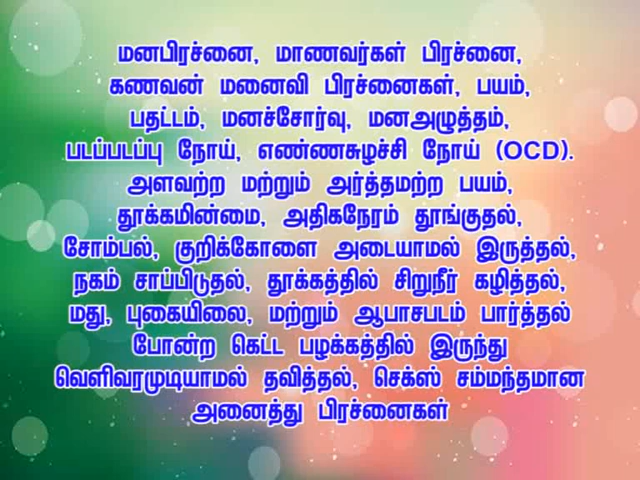 மனபிரச்னை, மாணவர்கள் பிரச்னை,
கணவன் மனைவி பிரச்னைகள், பயம்,
பதட்டம், மனச்சோர்வு, மனஅழுத்தம்,
படப்படப்பு நோய், எண்ணசுழச்சி நோய் (OCD).
அளவற்ற மற்றும் அர்த்தமற்ற பயம்,
தூக்கமின்மை, அதிகநேரம் தூங்குதல்,
சோம்பல், குறிக்கோளை அடையாமல் இருத்தல்,
நகம் சாப்பிடுதல், தூக்கத்தில் சிறுநீர் கழித்தல்,
மது, புகையிலை, மற்றும் ஆபாசபடம் பார்த்தல்
போன்ற கெட்ட பழக்கத்தில் இருந்து
வெளிவரமுடியாமல் தவித்தல், செக்ஸ் சம்மந்தமான
அனைத்து பிரச்னைகள்